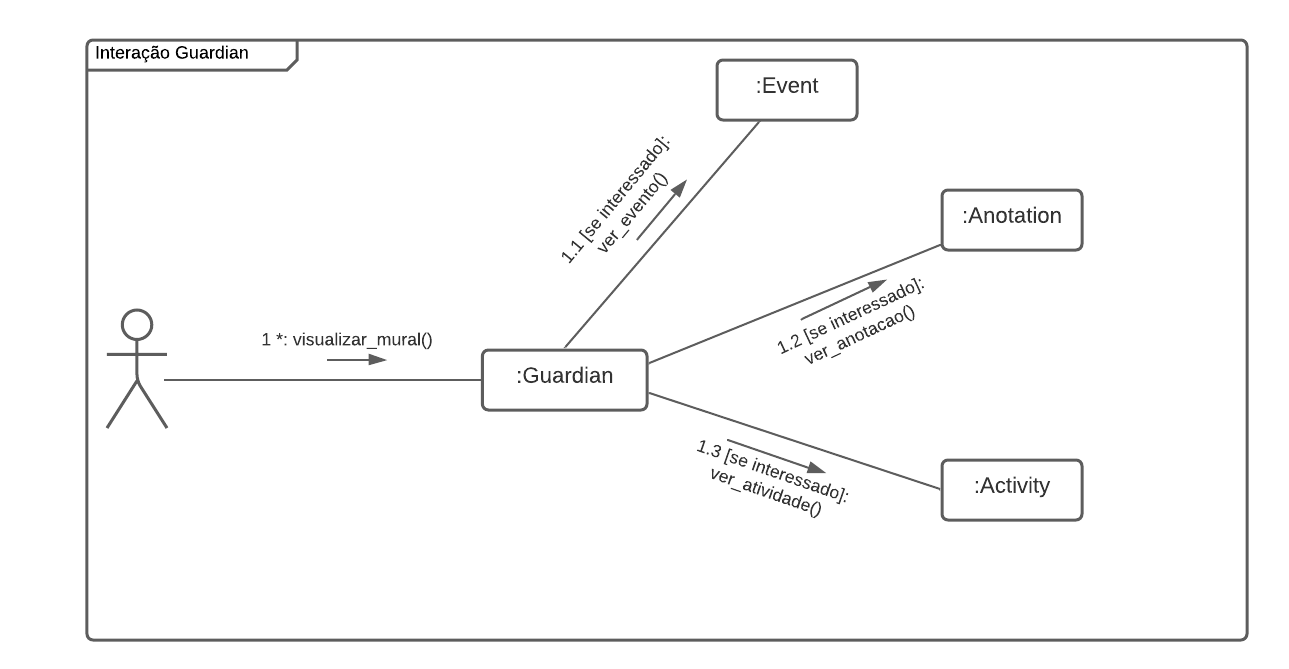 Interação Guardian
:Event
1.1 [se interessado]:
ver_evento()
:Anotation
1.2 [se interessado]:
ver_anotacao()
1 *: visualizar_mural()
:Guardian
1.3 [se interessado]:
ver_atividade()
:Activity